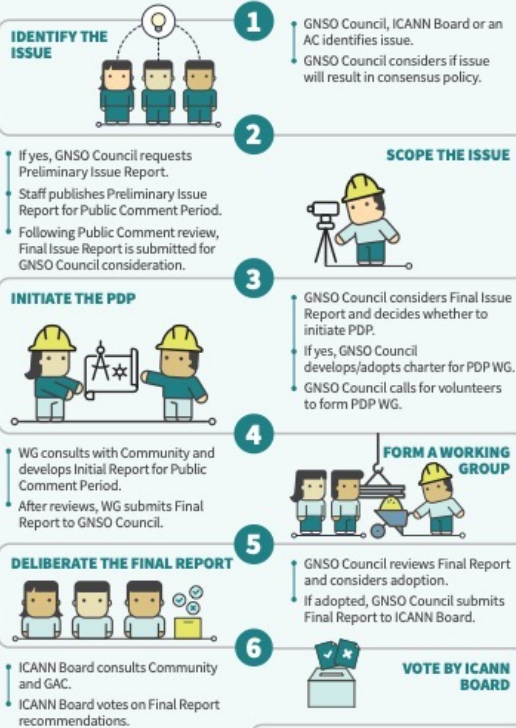 1
IDENTIFY THE
ISSUE
GNSO Council, ICANN Board or an
AC identifies issue.
GNSO Council considers if issue
will result in consensus policy.
2
If yes, GNSO Council requests
Preliminary Issue Report.
Staff publishes Preliminary Issue
Report for Public Comment Period.
Following Public Comment review,
Final Issue Report is submitted for
GNSO Council consideration.
SCOPE THE ISSUE
3
INITIATE THE PDP
GNSO Council considers Final Issue
Report and decides whether to
initiate PDP.
If yes, GNSO Council
develops/adopts charter for PDP WG.
GNSO Council calls for volunteers
to form PDP WG.
4
WG consults with Community and
develops Initial Report for Public
Comment Period.
After reviews, WG submits Final
Report to GNSO Council.
FORM A WORKING
GROUP
5
DELIBERATE THE FINAL REPORT
GNSO Council reviews Final Report
and considers adoption.
If adopted, GNSO Council submits
Final Report to ICANN Board.
6
ICANN Board consults Community
and GAC.
ICANN Board votes on Final Report
recommendations.
VOTE BY ICANN
BOARD